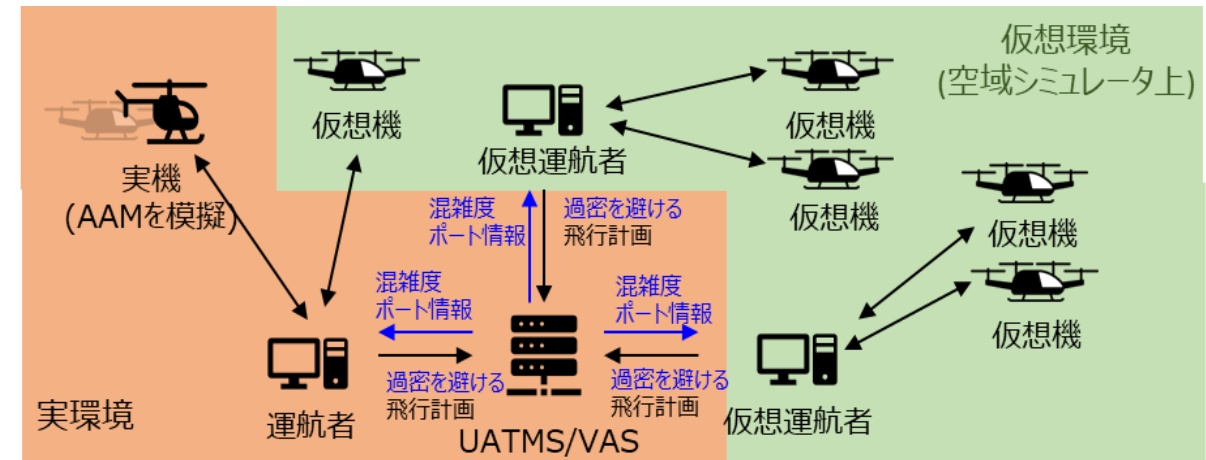 仮想環境
(空域シミュレータ上)
仮想機
仮想運航者
仮想機
仮想機
実機
(AAMを模擬)
混雑度
ポート情報
過密を避ける
飛行計画
仮想機
仮想機
混雑度
ポート情報
過密を避ける
飛行計画
混雑度
ポート情報
過密を避ける
飛行計画
実環境
運航者
UATMS/VAS
仮想運航者